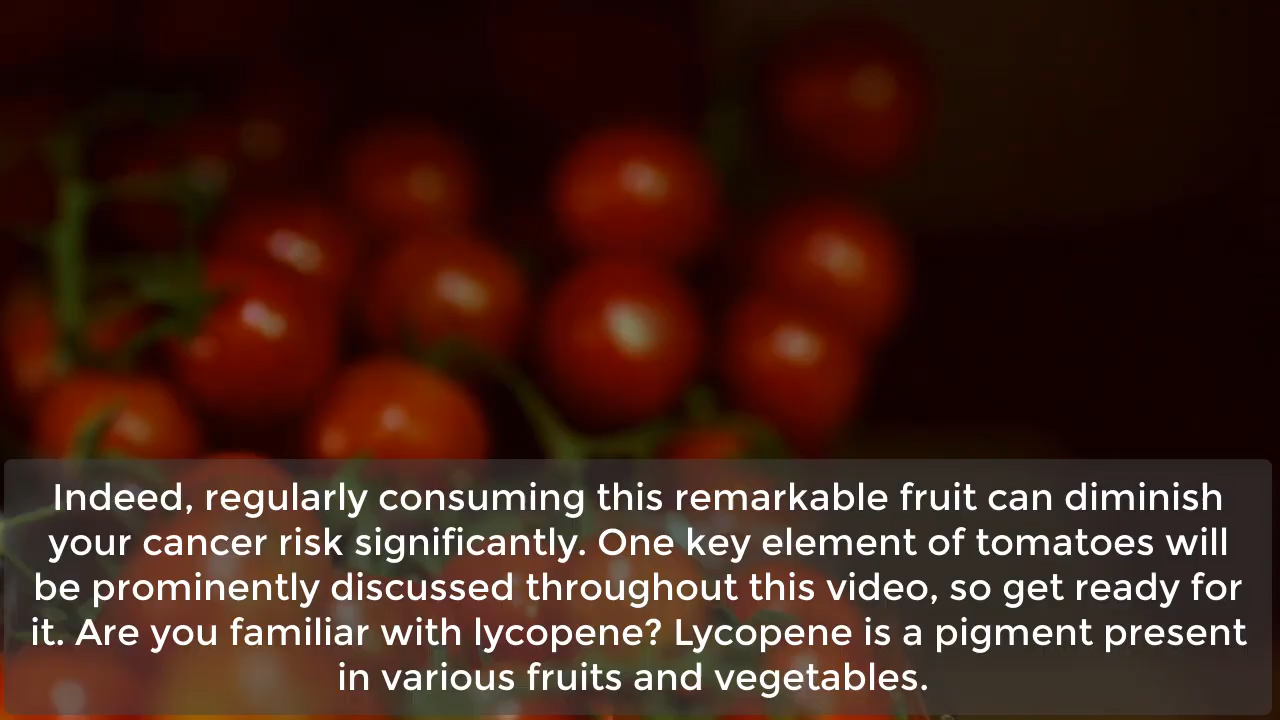 Indeed, regularly consuming this remarkable fruit can diminish
your cancer risk significantly. One key element of tomatoes will
be prominently discussed throughout this video, so get ready for
it. Are you familiar with lycopene? Lycopene is a pigment present
in various fruits and vegetables.